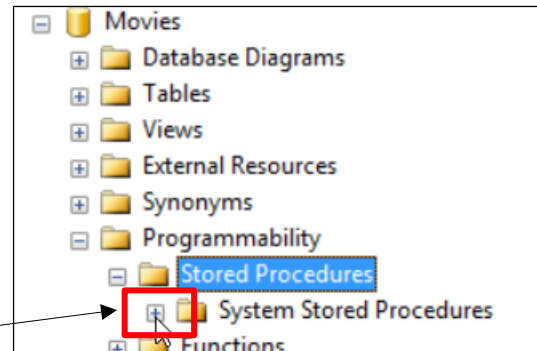 Movies
Database Diagrams
Tables
Views
External Resources
Synonyms
Programmability
Stored Procedures
System Stored Procedures
Functions